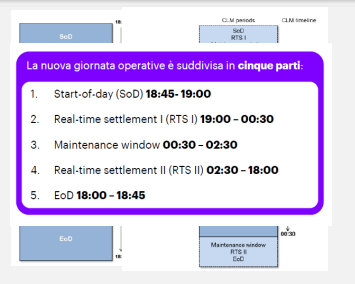 CLM periods CLM timeline
SoD
SoD
RTS I
La nuova giornata operative è suddivisa in cinque parti:
1. Start-of-day (SoD) 18:45- 19:00
2. Real-time settlement I (RTS I) 19:00 – 00:30
3. Maintenance window 00:30 – 02:30
4. Real-time settlement II (RTS II) 02:30 – 18:00
5. EoD 18:00 – 18:45
00:30
EoD
Maintenance window
RTS II
EoD